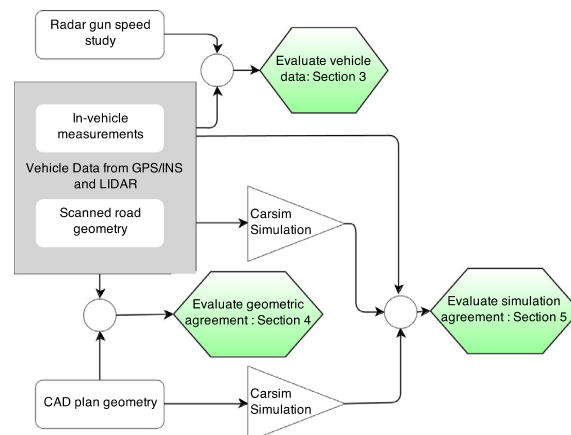 Radar gun speed
study
Evaluate vehicle
data: Section 3
In-vehicle
measurements
Vehicle Data from GPS/INS
and LIDAR
Scanned road
geometry
Carsim
Simulation
Evaluate geometric
agreement : Section 4
Evaluate simulation
agreement : Section 5
CAD plan geometry
Carsim
Simulation